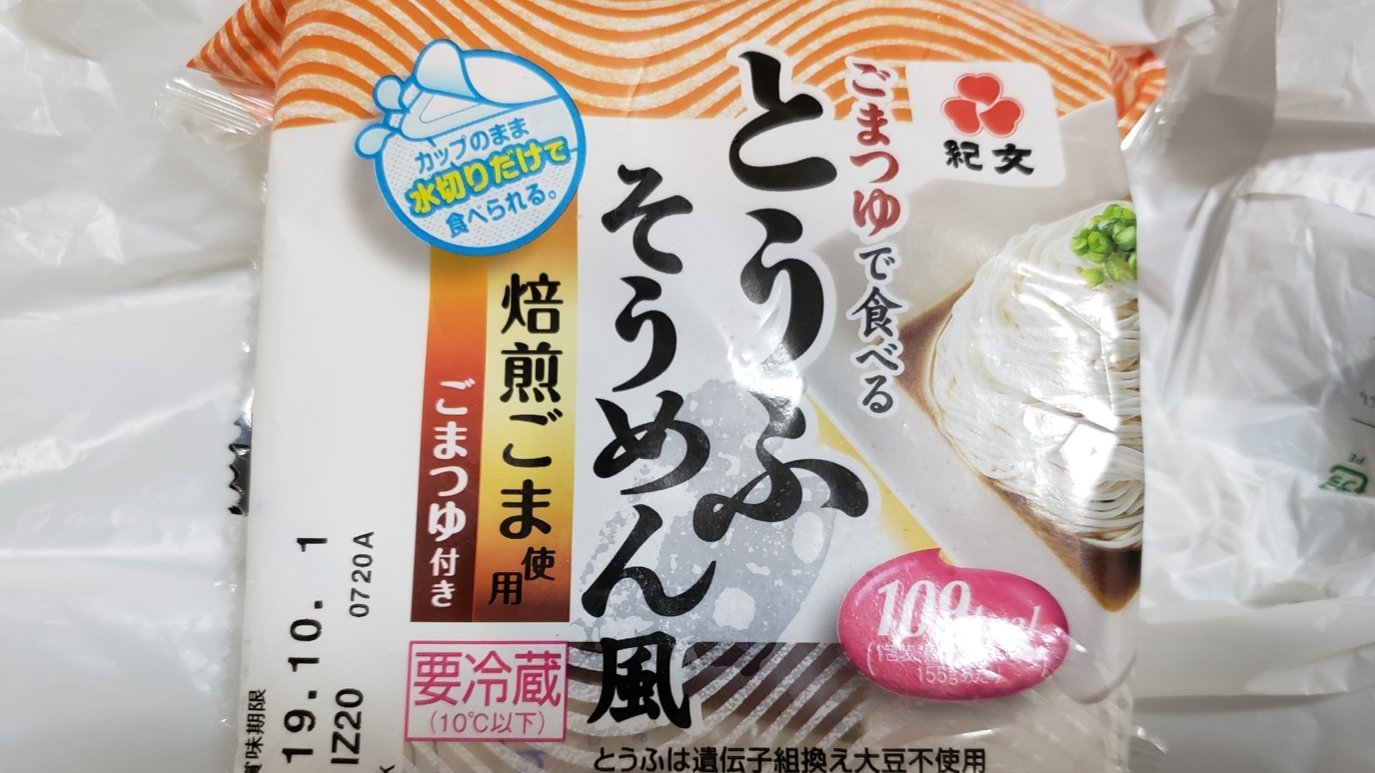 紀文
ごまつゆで食べる
とうふ
そうめん風
カップのまま
水切りだけで
食べられる。
焙煎ごま使用
ごまつゆ付き
要冷蔵
(10℃以下)
賞味期限
19.10.1
IZ20
0720A
155g
とうふは遺伝子組換え大豆不使用
PE
プラ